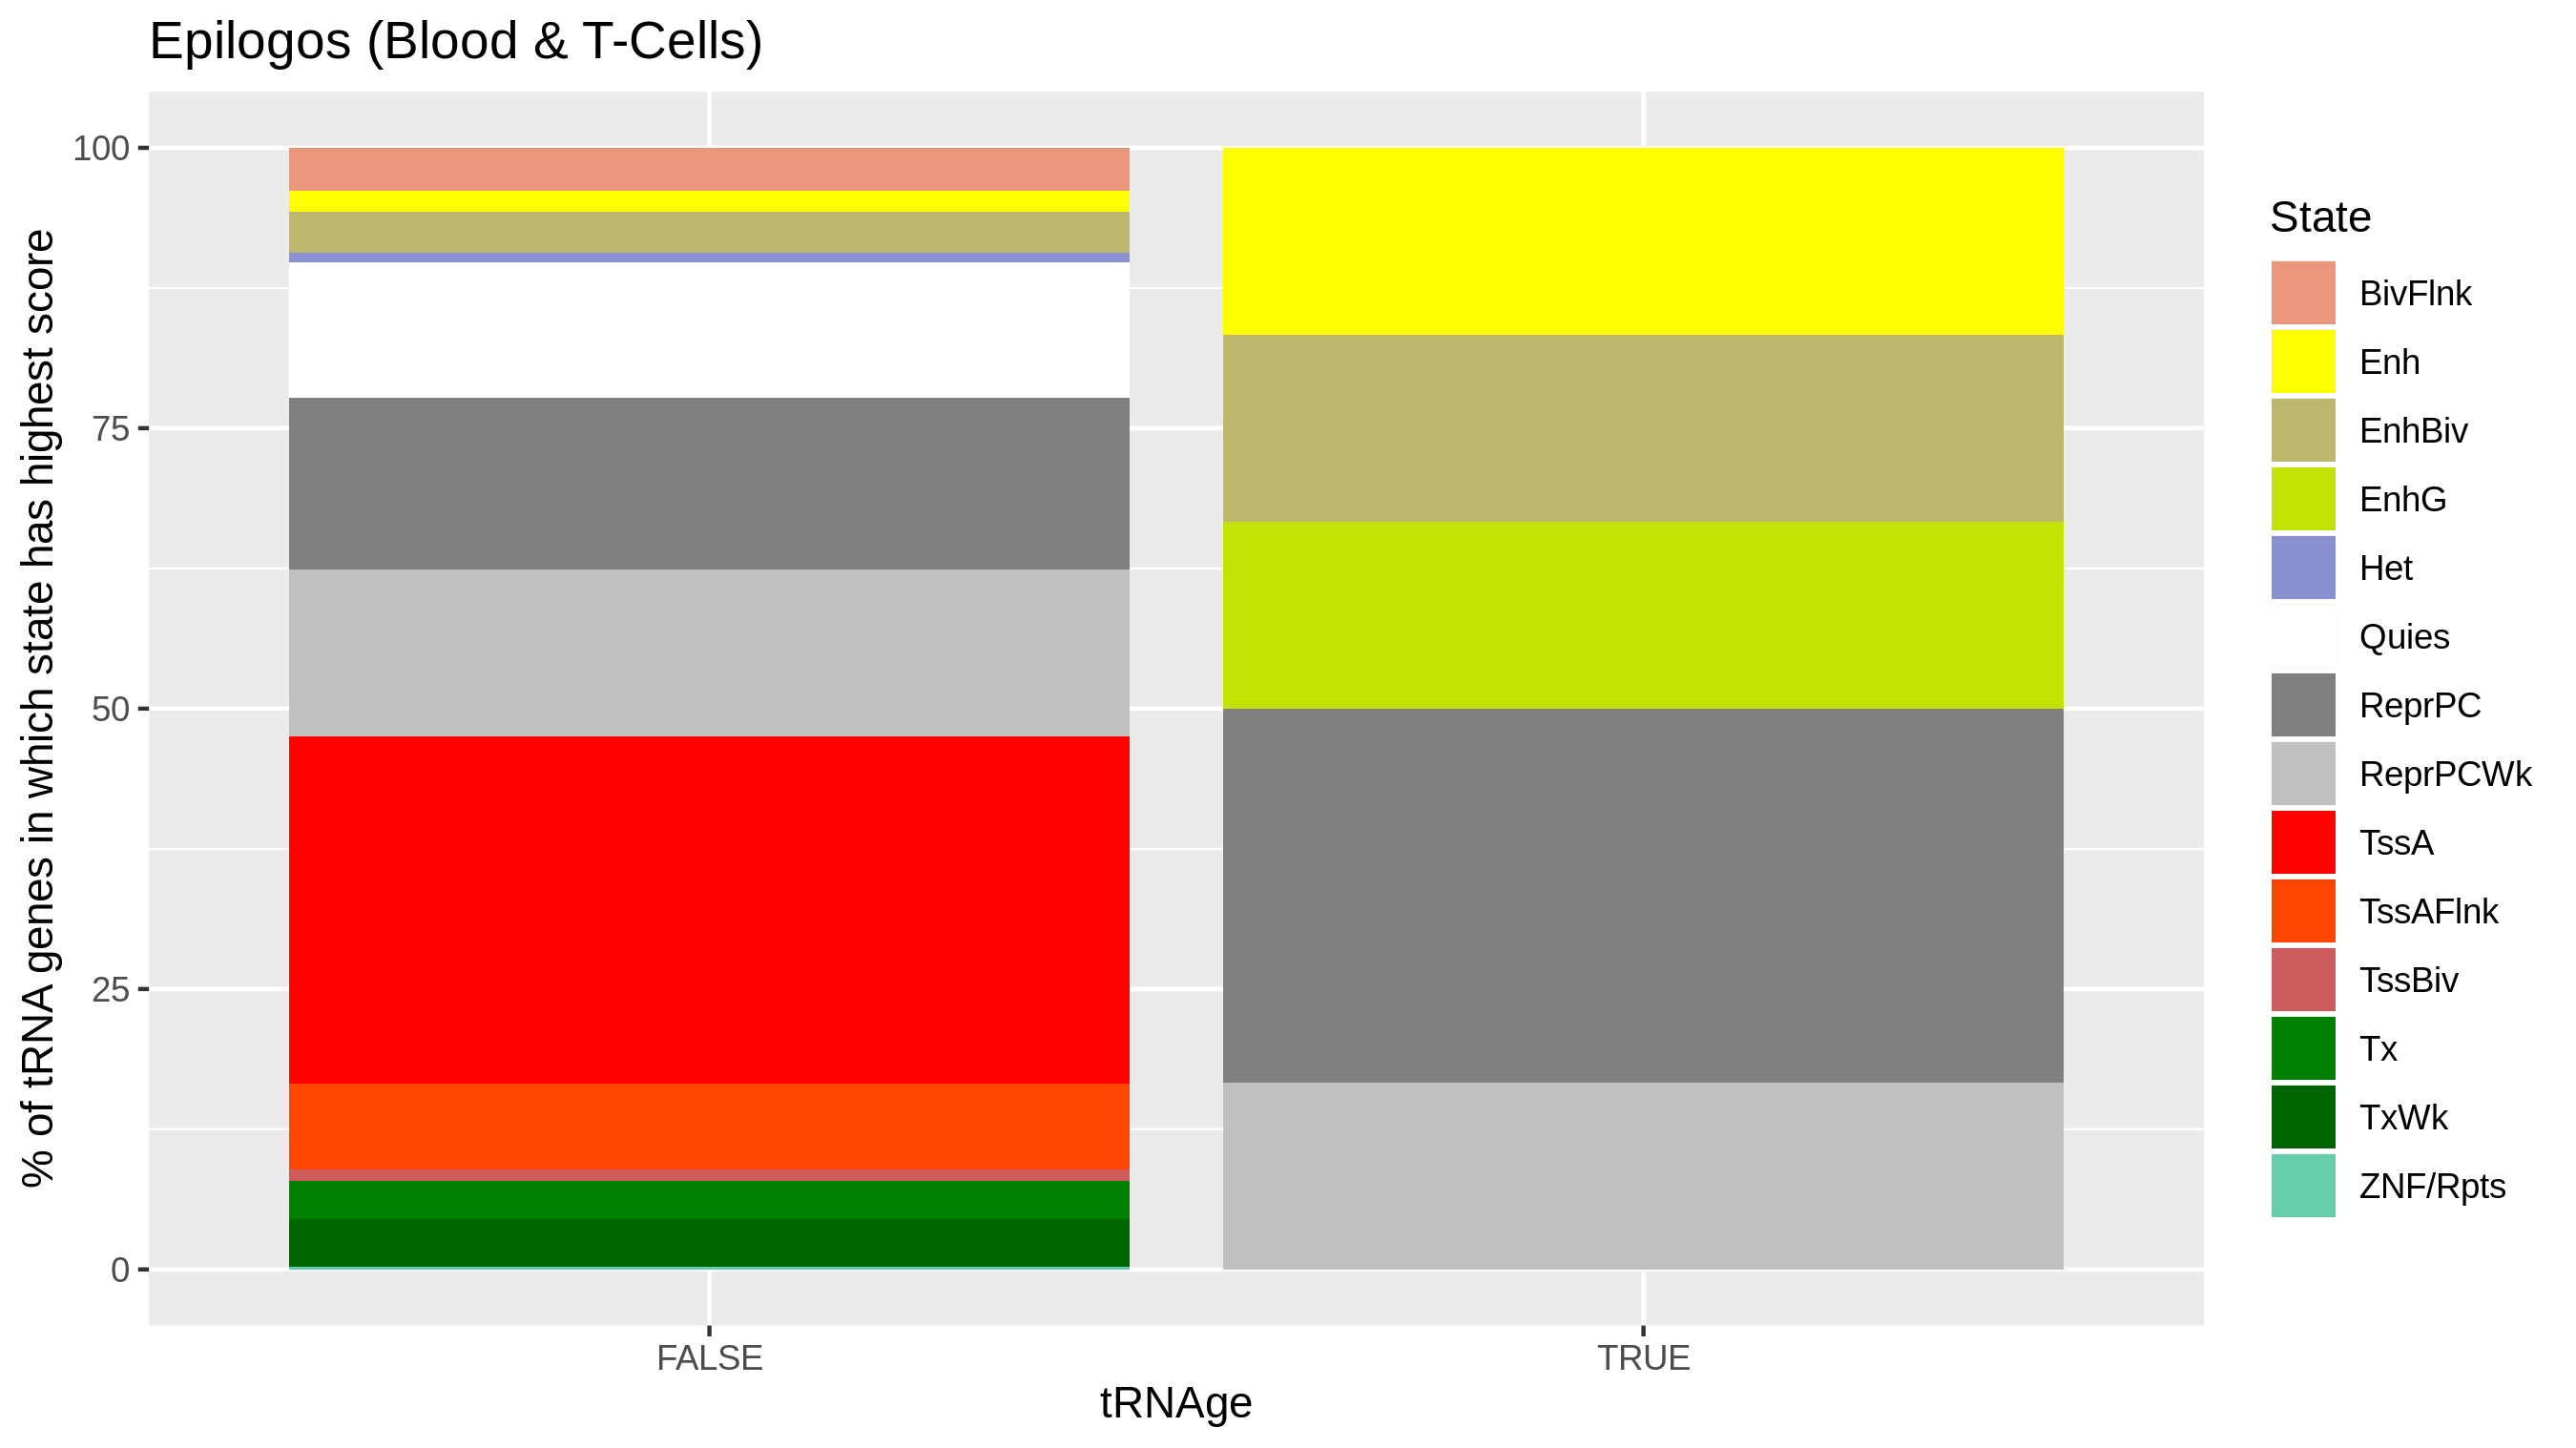 Epilogos (Blood & T-Cells)
% of tRNA genes in which state has highest score
100
75
50
25
0
FALSE
TRUE
tRNAge
State
BivFlnk
Enh
EnhBiv
EnhG
Het
Quies
ReprPC
ReprPCWk
TssA
TssAFlnk
TssBiv
Tx
TxWk
ZNF/Rpts